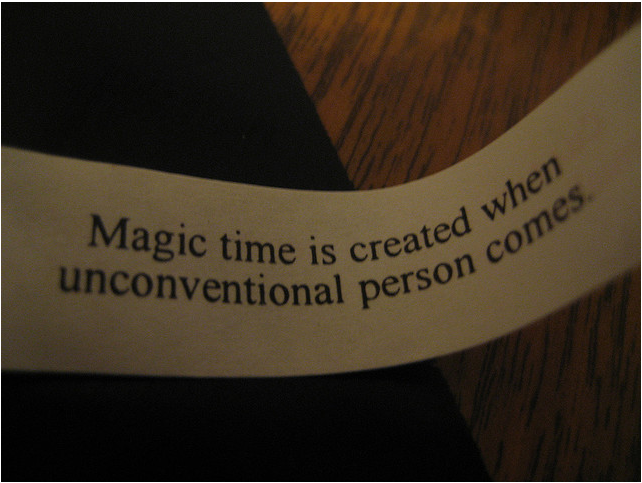 Magic time is created when
unconventional person comes.